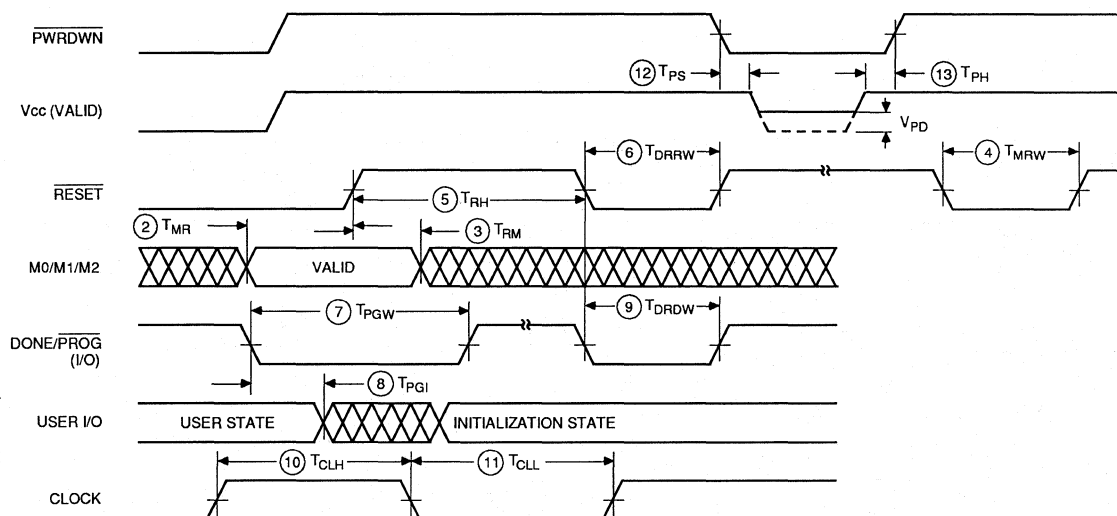 PWRDWN
12 TPS
13 TPH
Vcc (VALID)
VPD
6 TDRRW
4 TMRW
RESET
5 TRH
2 TMR
3 TRM
M0/M1/M2
VALID
7 TPGW
9 TDRDW
DONE/PROG
(I/O)
8 TPGI
USER I/O
USER STATE
INITIALIZATION STATE
10 TCLH
11 TCLL
CLOCK